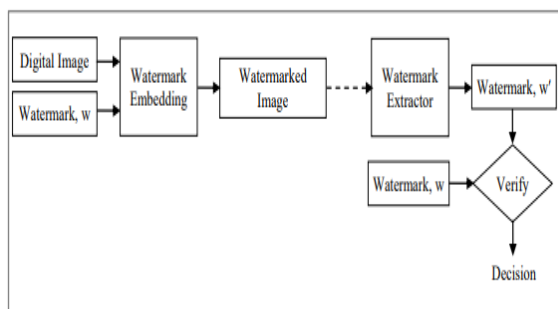 Digital Image
Watermark, w
Watermark
Embedding
Watermarked
Image
Watermark
Extractor
Watermark, w'
Watermark, w
Verify
Decision